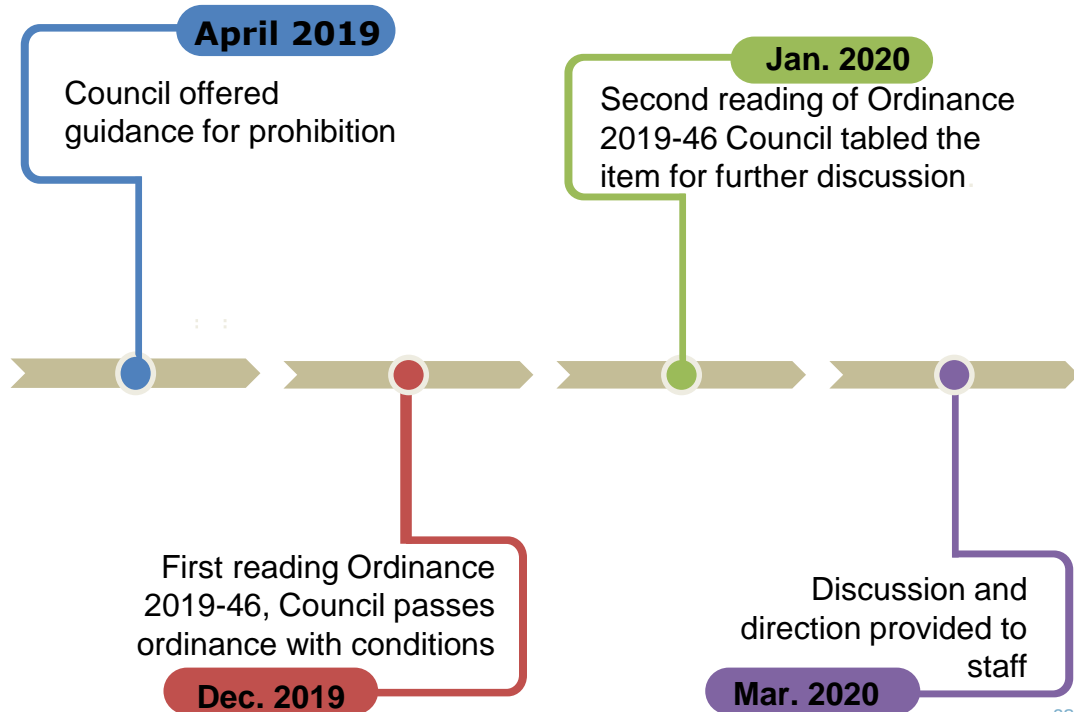 April 2019
Council offered
guidance for prohibition
Jan. 2020
Second reading of Ordinance
2019-46 Council tabled the
item for further discussion.
First reading Ordinance
2019-46, Council passes
ordinance with conditions
Dec. 2019
Discussion and
direction provided to
staff
Mar. 2020